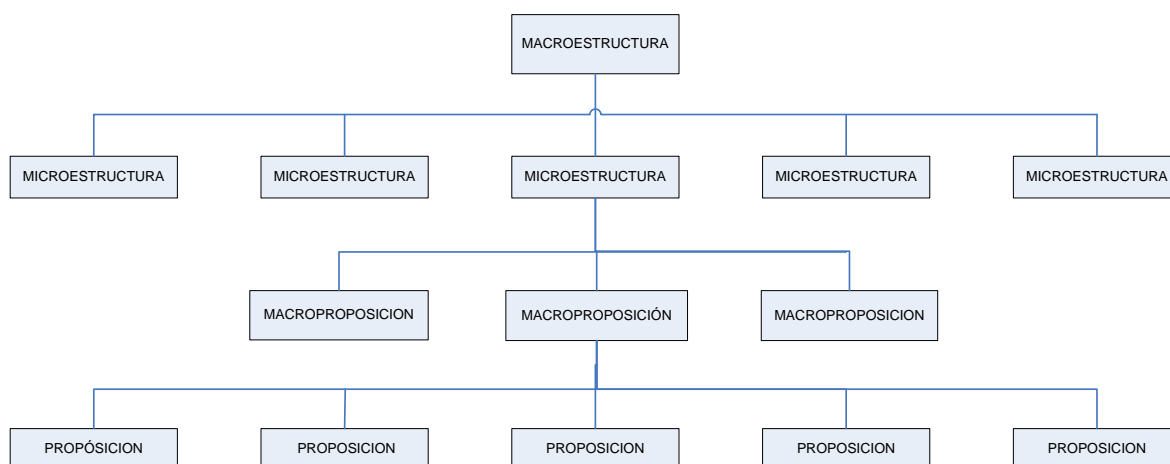 MACROESTRUCTURA
MICROESTRUCTURA
MICROESTRUCTURA
MICROESTRUCTURA
MICROESTRUCTURA
MICROESTRUCTURA
MACROPROPOSICION
MACROPROPOSICIÓN
MACROPROPOSICION
PROPÓSICION
PROPOSICION
PROPOSICION
PROPOSICION
PROPOSICION